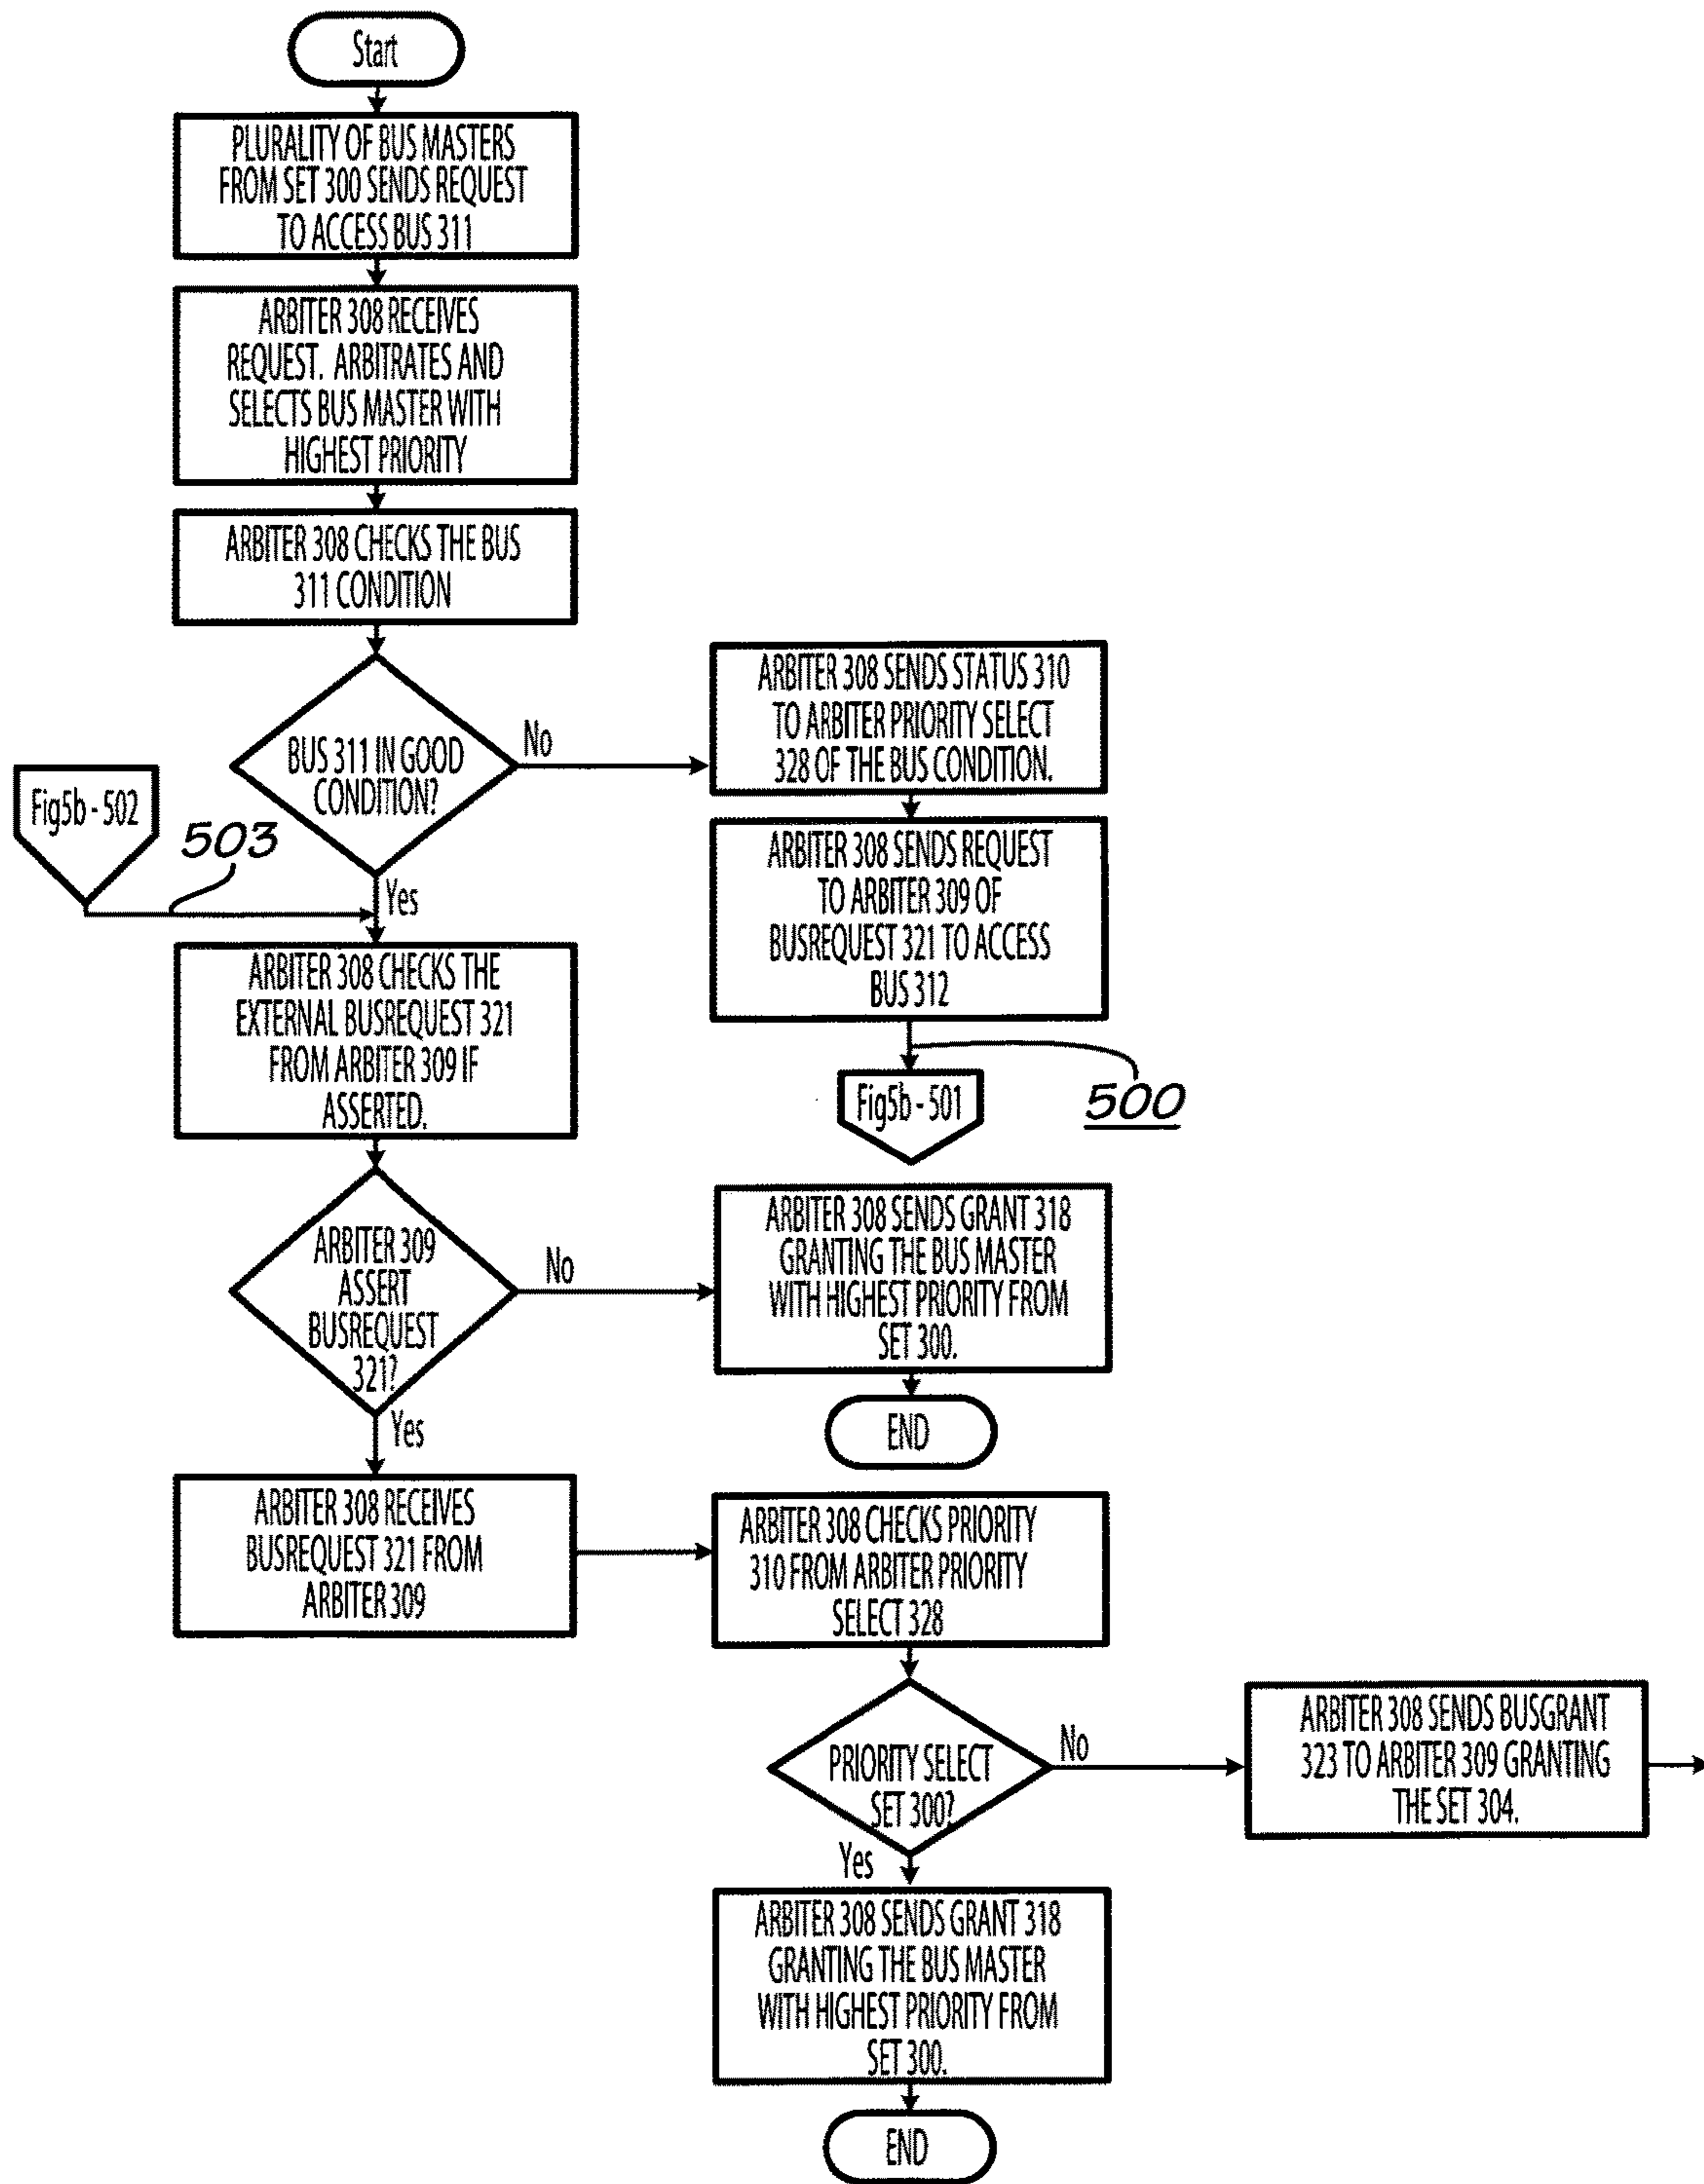 Start
PLURALITY OF BUS MASTERS
FROM SET 300 SENDS REQUEST
TO ACCESS BUS 311
ARBITER 308 RECEIVES
REQUEST. ARBITRATES AND
SELECTS BUS MASTER WITH
HIGHEST PRIORITY
ARBITER 308 CHECKS THE BUS
311 CONDITION
BUS 311 IN GOOD
CONDITION?
No
ARBITER 308 SENDS STATUS 310
TO ARBITER PRIORITY SELECT
328 OF THE BUS CONDITION.
Fig5b - 502
503
Yes
ARBITER 308 SENDS REQUEST
TO ARBITER 309 OF
BUSREQUEST 321 TO ACCESS
BUS 312
500
Fig5b - 501
ARBITER 308 CHECKS THE
EXTERNAL BUSREQUEST 321
FROM ARBITER 309 IF
ASSERTED.
ARBITER 309
ASSERT
BUSREQUEST
321?
No
ARBITER 308 SENDS GRANT 318
GRANTING THE BUS MASTER
WITH HIGHEST PRIORITY FROM
SET 300.
END
Yes
ARBITER 308 RECEIVES
BUSREQUEST 321 FROM
ARBITER 309
ARBITER 308 CHECKS PRIORITY
310 FROM ARBITER PRIORITY
SELECT 328
PRIORITY SELECT
SET 300?
No
ARBITER 308 SENDS BUSGRANT
323 TO ARBITER 309 GRANTING
THE SET 304.
Yes
ARBITER 308 SENDS GRANT 318
GRANTING THE BUS MASTER
WITH HIGHEST PRIORITY FROM
SET 300.
END